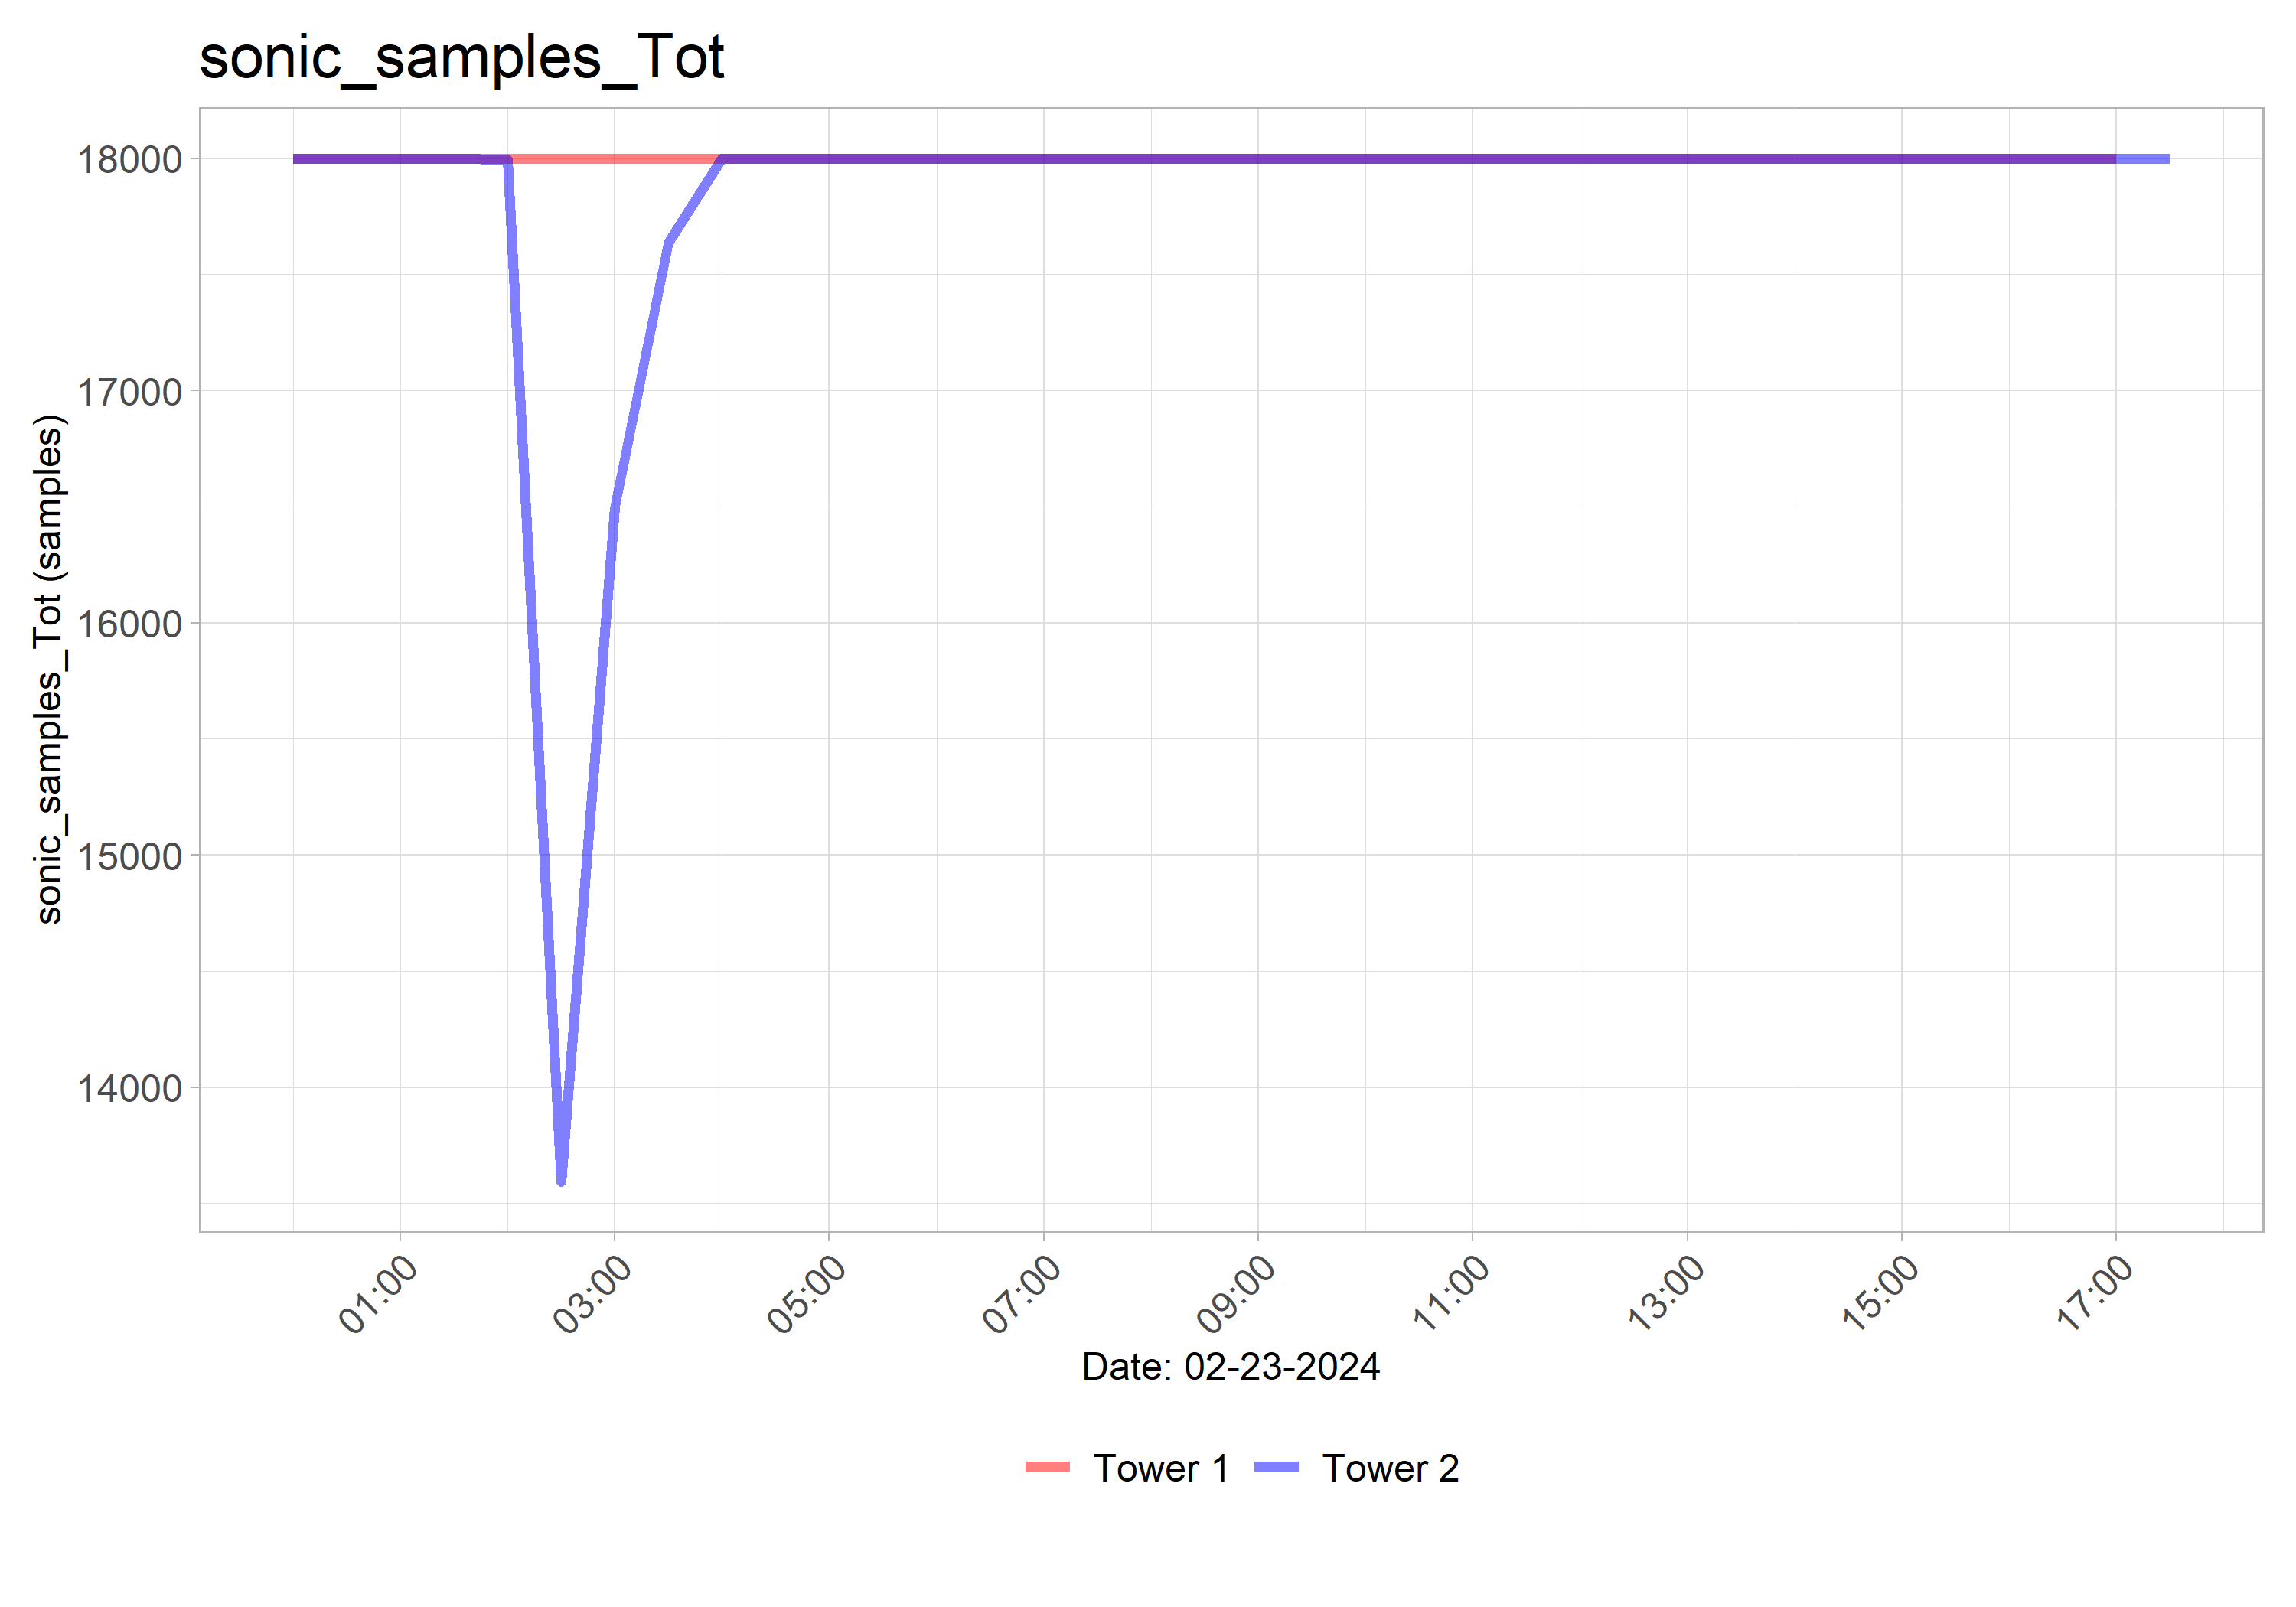 sonic_samples_Tot
sonic_samples_Tot (samples)
18000
17000
16000
15000
14000
01:00
03:00
05:00
07:00
09:00
11:00
13:00
15:00
17:00
Date: 02-23-2024
Tower 1
Tower 2